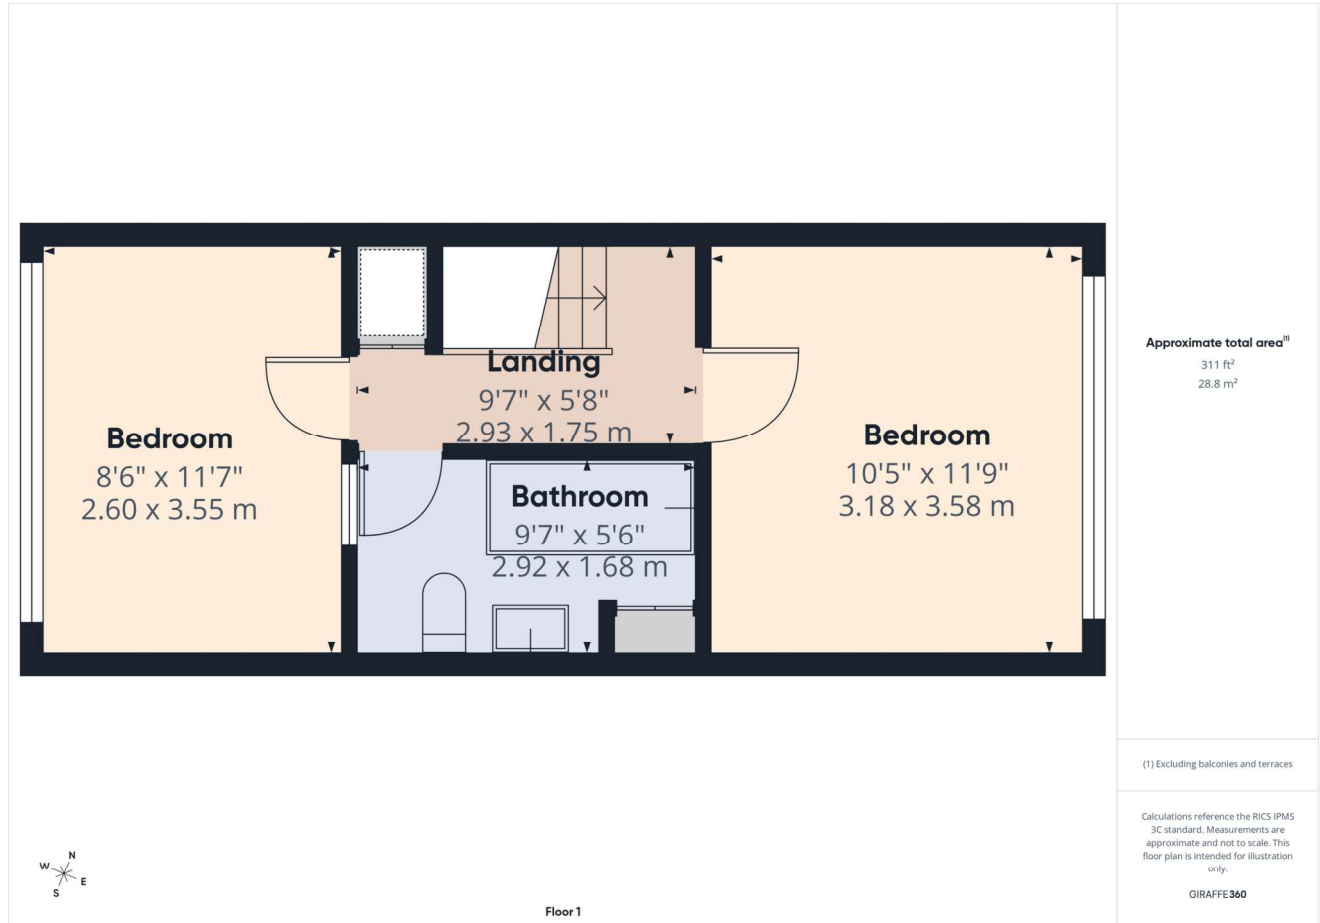 Landing
9'7" x 5'8"
2.93 x 1.75 m
Bedroom
8'6" x 11'7"
2.60 x 3.55 m
Bathroom
9'7" x 5'6"
2.92 x 1.68 m
Bedroom
10'5" x 11'9"
3.18 x 3.58 m
N
W
E
S
Floor 1
Approximate total area(1)
311 ft²
28.8 m²
(1) Excluding balconies and terraces
Calculations reference the RICS IPMS
3C standard. Measurements are
approximate and not to scale. This
floor plan is intended for illustration
only.
GIRAFFE360